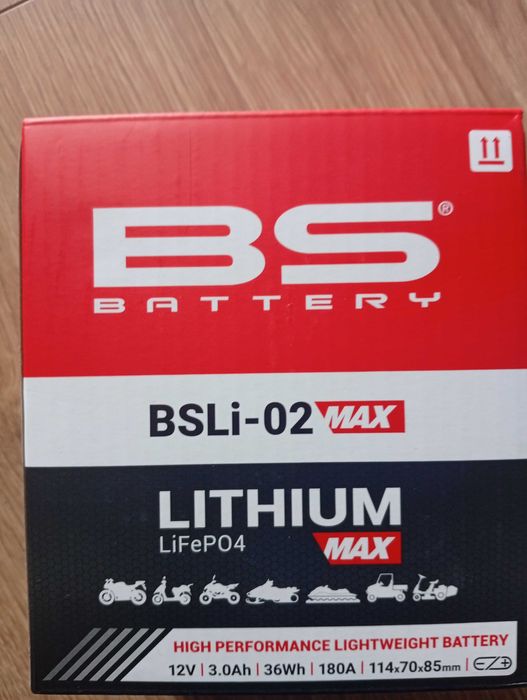 BS®
BATTERY
BSLi-02 MAX
LITHIUM
LiFePO4 MAX
HIGH PERFORMANCE LIGHTWEIGHT BATTERY
12V | 3.0Ah | 36Wh | 180A | 114x70x85mm |